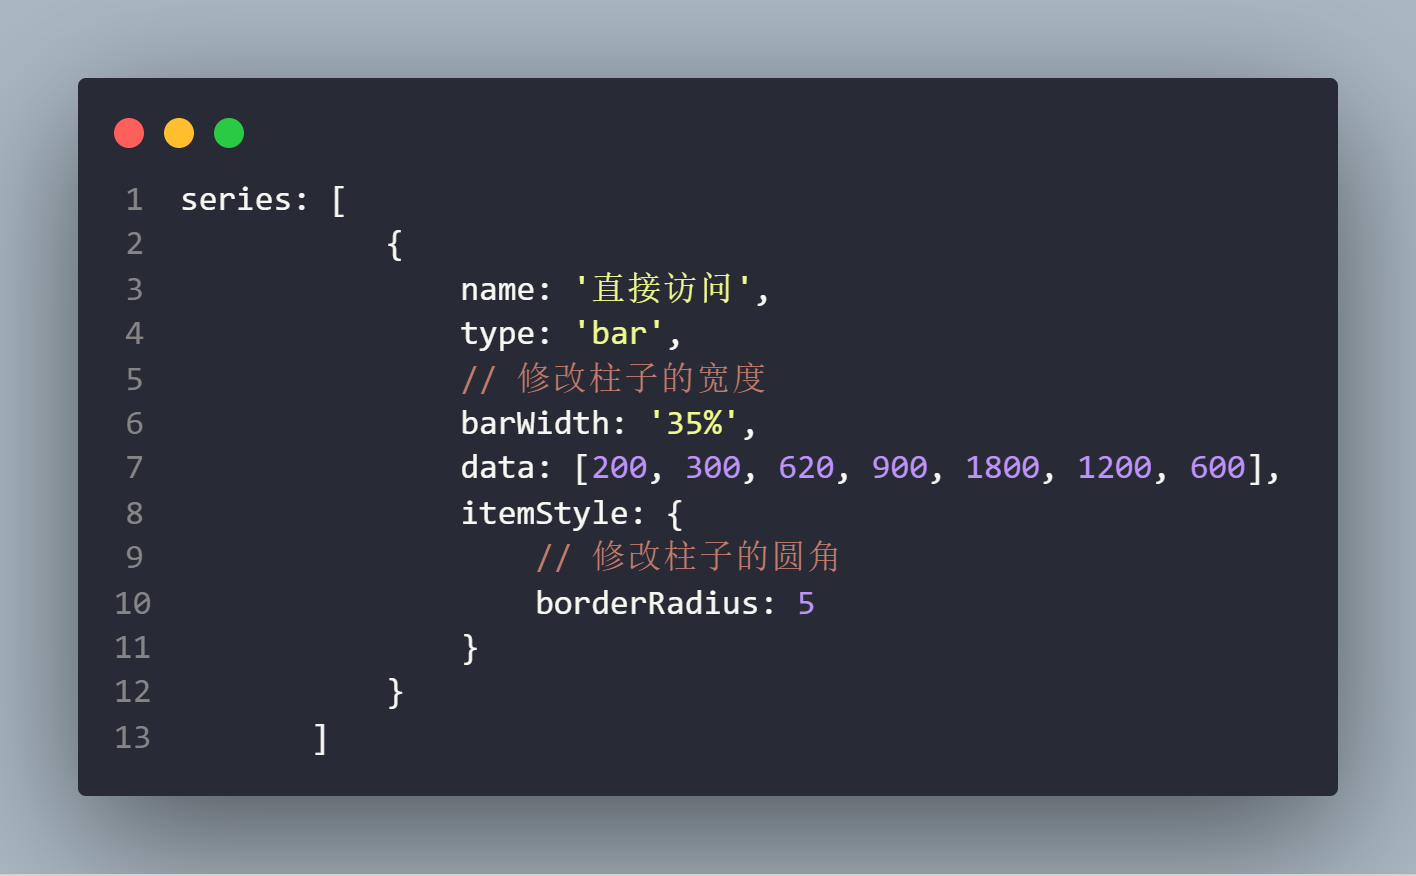 1 series: [
2 {
3 name: '直接访问',
4 type: 'bar',
5 // 修改柱子的宽度
6 barWidth: '35%',
7 data: [200, 300, 620, 900, 1800, 1200, 600],
8 itemStyle: {
9 // 修改柱子的圆角
10 borderRadius: 5
11 }
12 }
13 ]